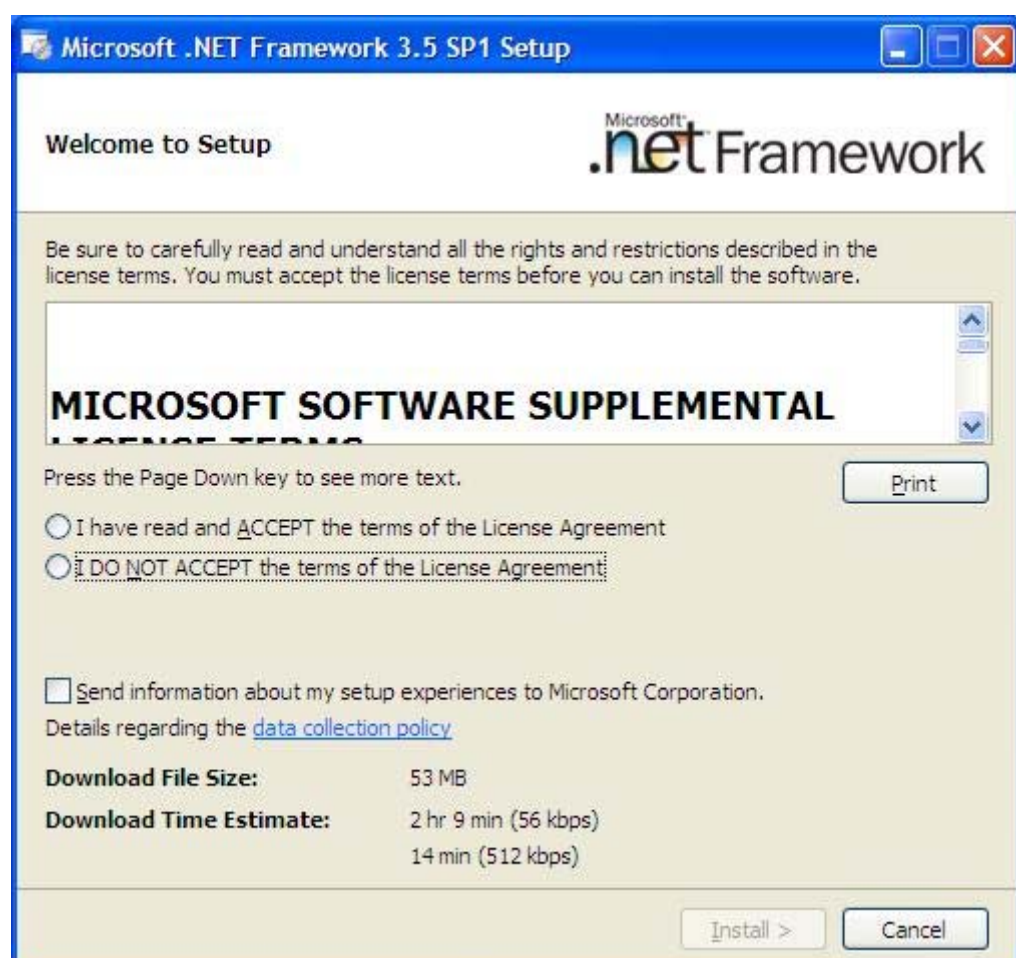 Microsoft .NET Framework 3.5 SP1 Setup
Welcome to Setup
Microsoft
.net Framework
Be sure to carefully read and understand all the rights and restrictions described in the
license terms. You must accept the license terms before you can install the software.
MICROSOFT SOFTWARE SUPPLEMENTAL
LICENSE TERMS
Press the Page Down key to see more text.
Print
I have read and ACCEPT the terms of the License Agreement
I DO NOT ACCEPT the terms of the License Agreement
Send information about my setup experiences to Microsoft Corporation.
Details regarding the data collection policy
Download File Size: 53 MB
Download Time Estimate: 2 hr 9 min (56 kbps)
14 min (512 kbps)
Install > Cancel